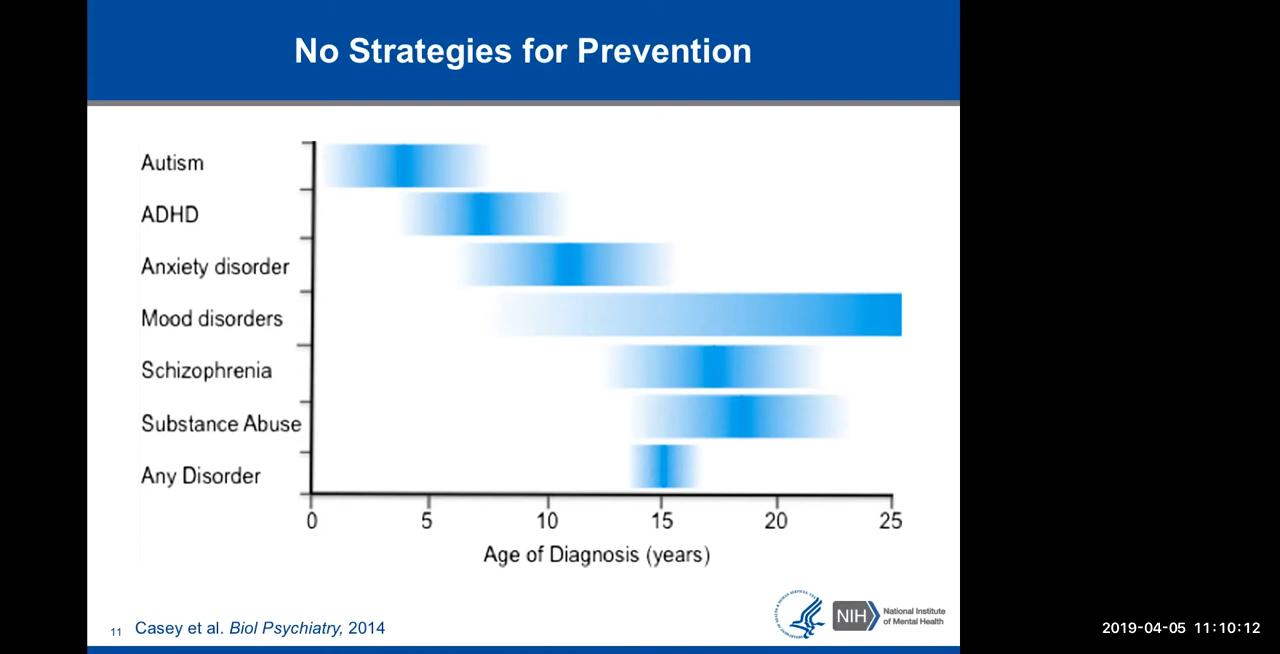 No Strategies for Prevention
Autism
ADHD
Anxiety disorder
Mood disorders
Schizophrenia
Substance Abuse
Any Disorder
0 5 10 15 20 25
Age of Diagnosis (years)
11 Casey et al. Biol Psychiatry, 2014
NIH
National Institute
of Mental Health
2019-04-05 11:10:12